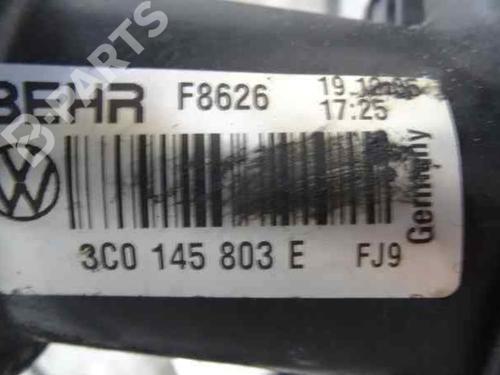 BEHR F8626 19.12.05
17:25
3C0 145 803 E FJ9
Germany
B-PARTS